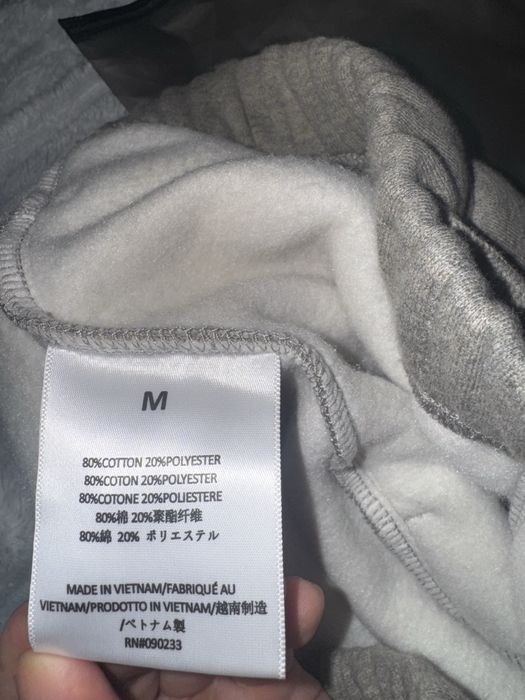 M
80%COTTON 20%POLYESTER
80%COTON 20%POLYESTER
80%COTONE 20%POLIESTERE
80%棉 20%聚酯纤维
80%綿 20% ポリエステル
MADE IN VIETNAM/FABRIQUÉ AU
VIETNAM/PRODOTTO IN VIETNAM/越南制造
/ベトナム製
RN#090233